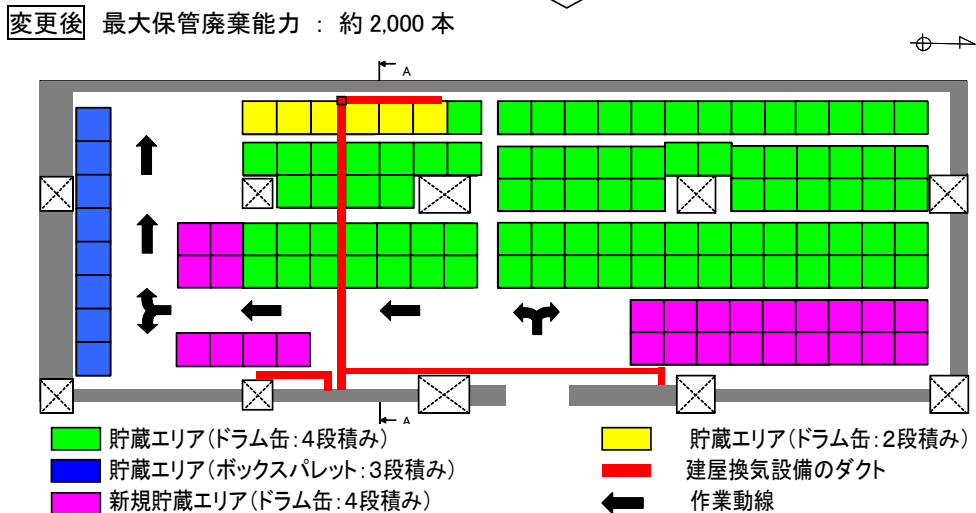 変更後 最大保管廃棄能力 : 約 2,000 本
A
A
貯蔵エリア(ドラム缶:4段積み)
貯蔵エリア(ドラム缶:2段積み)
貯蔵エリア(ボックスパレット:3段積み)
建屋換気設備のダクト
新規貯蔵エリア(ドラム缶:4段積み)
作業動線